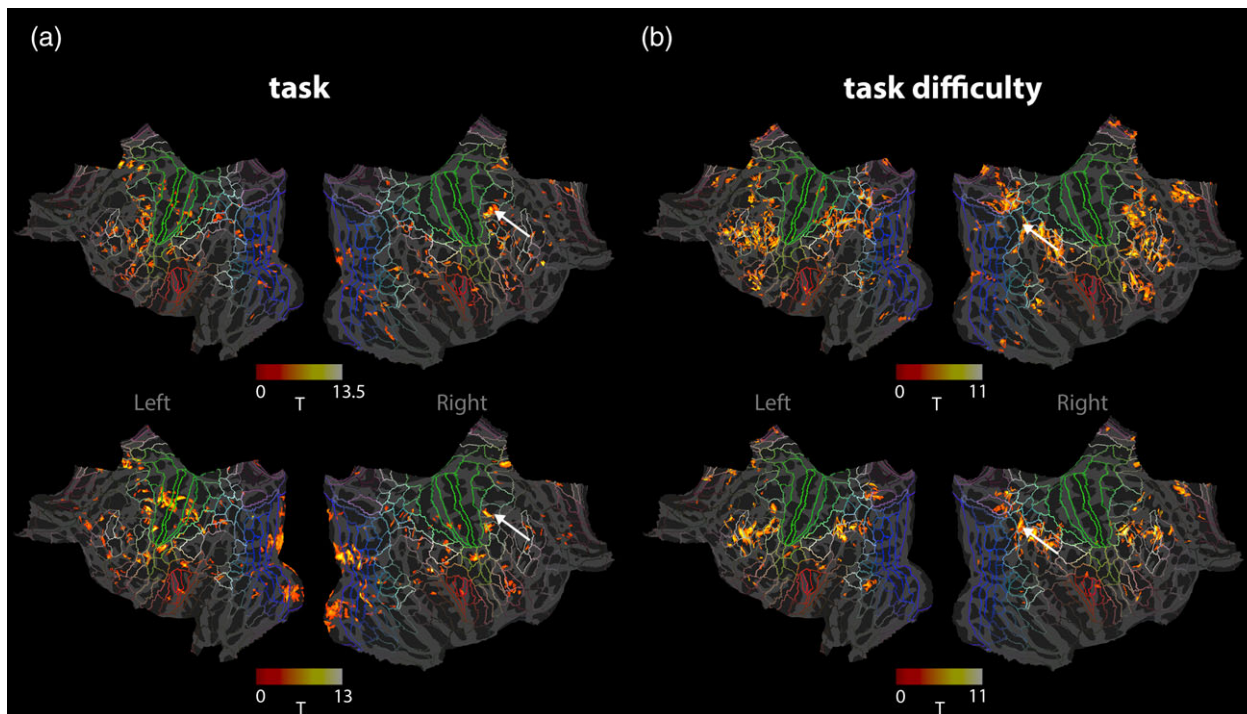 (a)
task
0 13.5
T
Left Right
0 13
T
(b)
task difficulty
0 11
T
Left Right
0 11
T